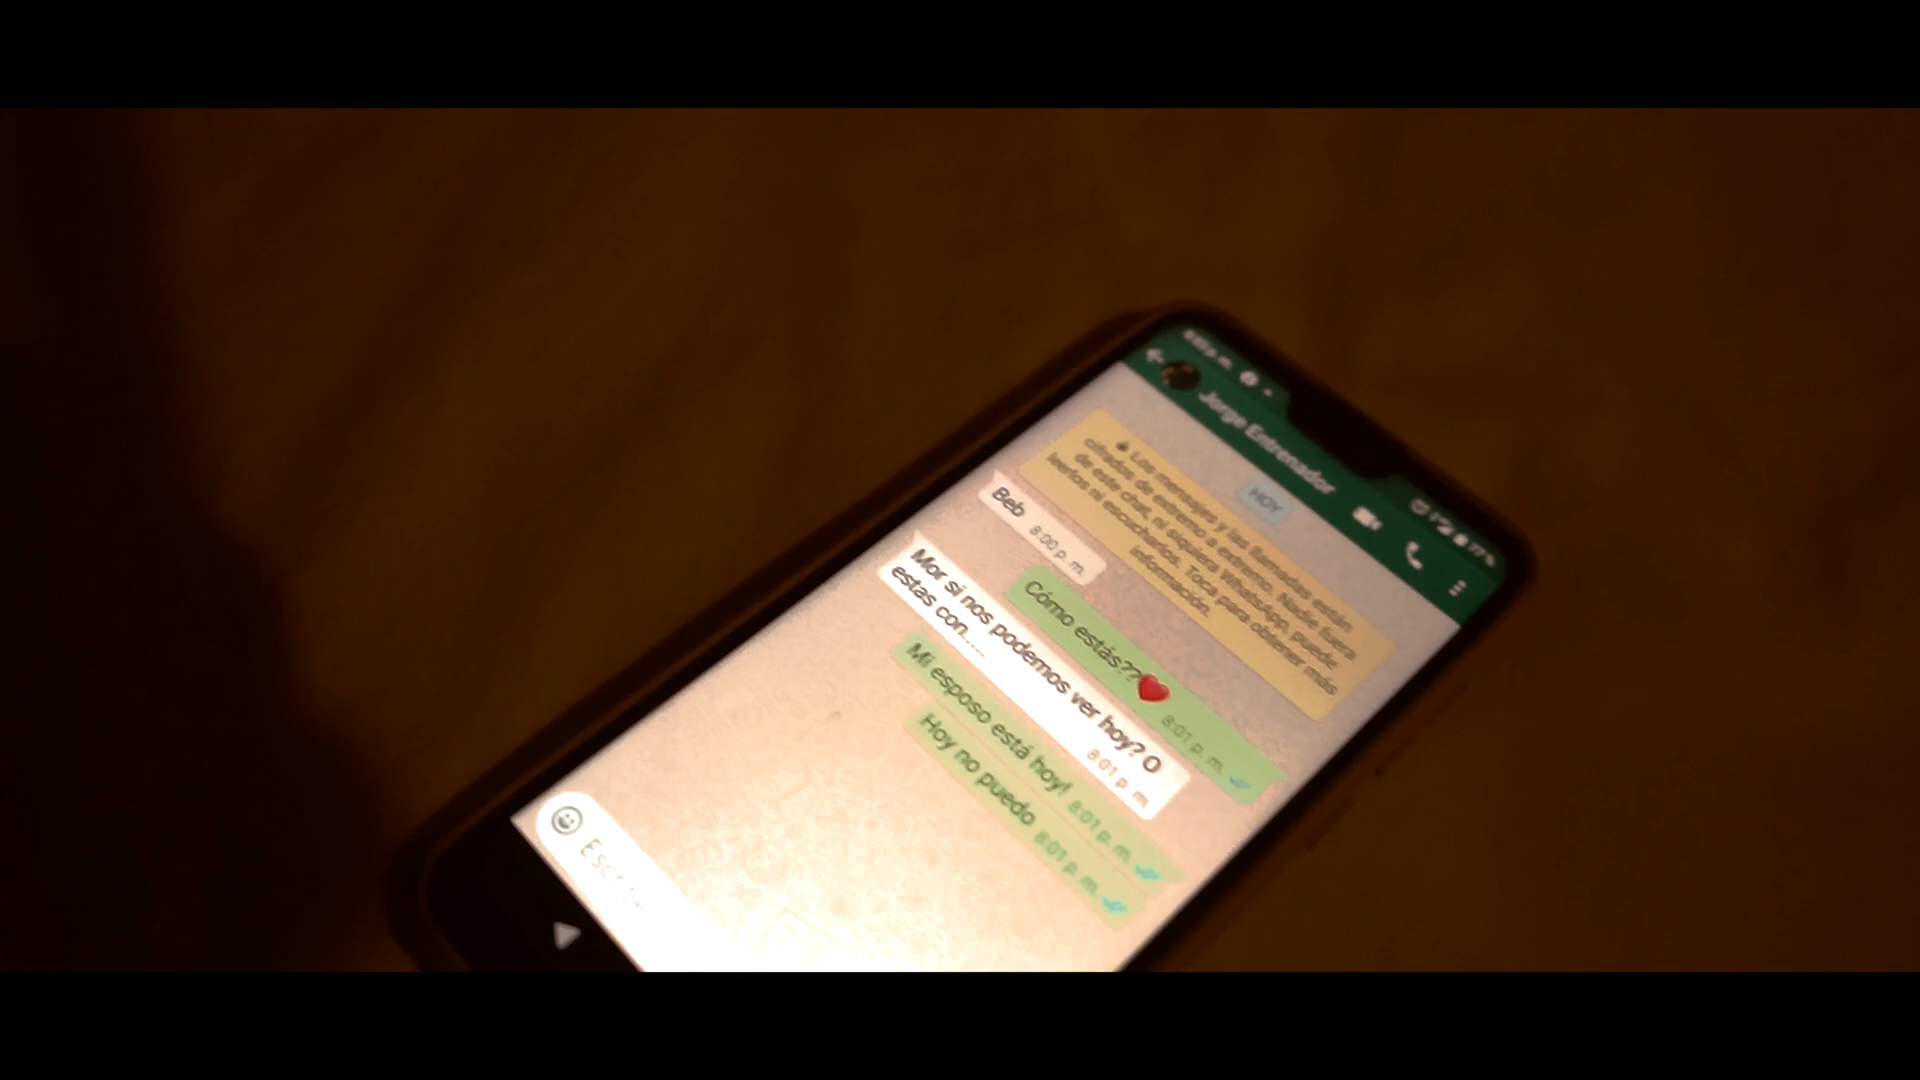 Jorge Entrenador
27%
HOY
Los mensajes y las llamadas están
cifrados de extremo a extremo. Nadie fuera
de este chat, ni siquiera WhatsApp, puede
leerlos ni escucharlos. Toca para obtener más
información.
Beb 8:00 p. m.
Cómo estás??❤️ 8:01 p. m.
Mor si nos podemos ver hoy? O
estas con.... 8:01 p. m.
Mi esposo está hoy! 8:01 p. m.
Hoy no puedo 8:01 p. m.